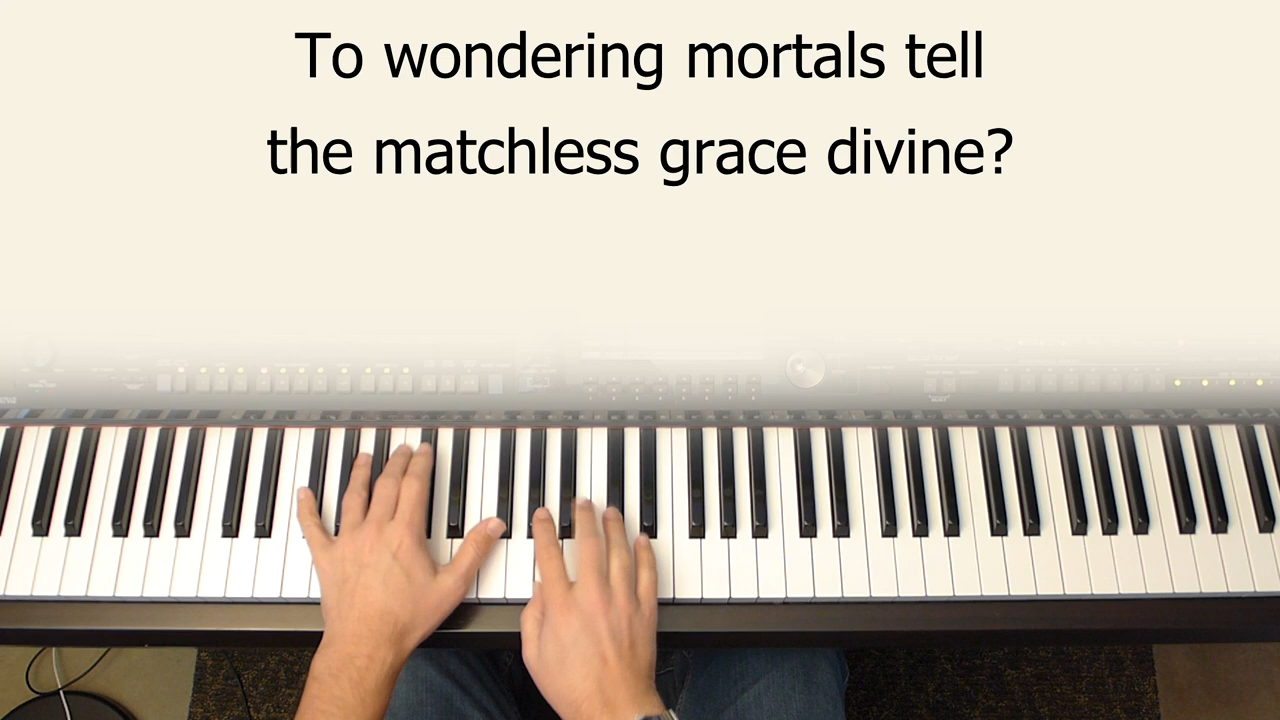 To wondering mortals tell
the matchless grace divine?